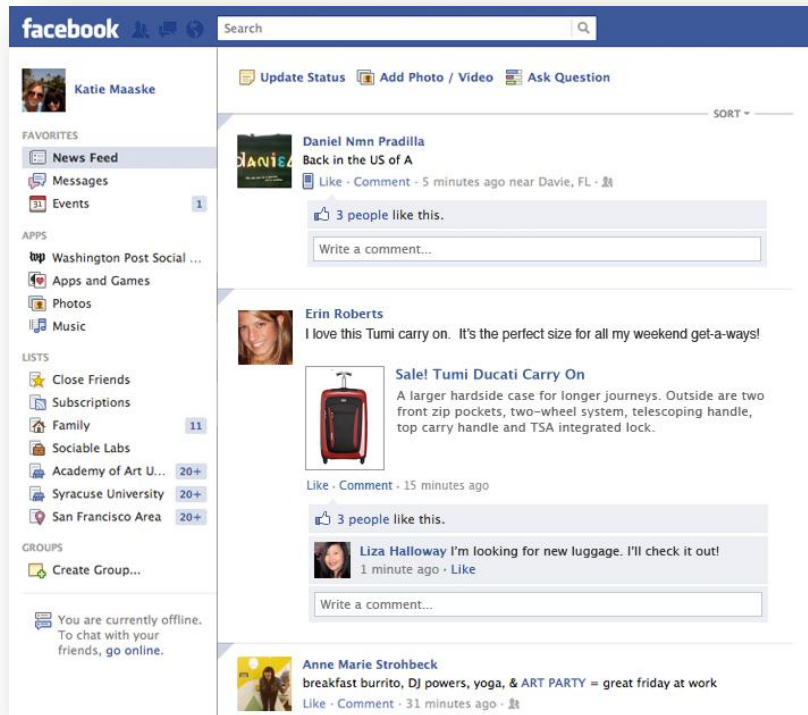 facebook
Search
Katie Maaske
FAVORITES
News Feed
Messages
31 Events 1
APPS
wp Washington Post Social ...
Apps and Games
Photos
Music
LISTS
Close Friends
Subscriptions
Family 11
Sociable Labs
Academy of Art U... 20+
Syracuse University 20+
San Francisco Area 20+
GROUPS
Create Group...
You are currently offline.
To chat with your
friends, go online.
Update Status Add Photo / Video Ask Question
SORT
DANIEL
Daniel Nmn Pradilla
Back in the US of A
Like · Comment · 5 minutes ago near Davie, FL ·
3 people like this.
Write a comment...
Erin Roberts
I love this Tumi carry on. It's the perfect size for all my weekend get-a-ways!
Sale! Tumi Ducati Carry On
A larger hardside case for longer journeys. Outside are two
front zip pockets, two-wheel system, telescoping handle,
top carry handle and TSA integrated lock.
Like · Comment · 15 minutes ago
3 people like this.
Liza Halloway I'm looking for new luggage. I'll check it out!
1 minute ago · Like
Write a comment...
Anne Marie Strohbeck
breakfast burrito, DJ powers, yoga, & ART PARTY = great friday at work
Like · Comment · 31 minutes ago ·